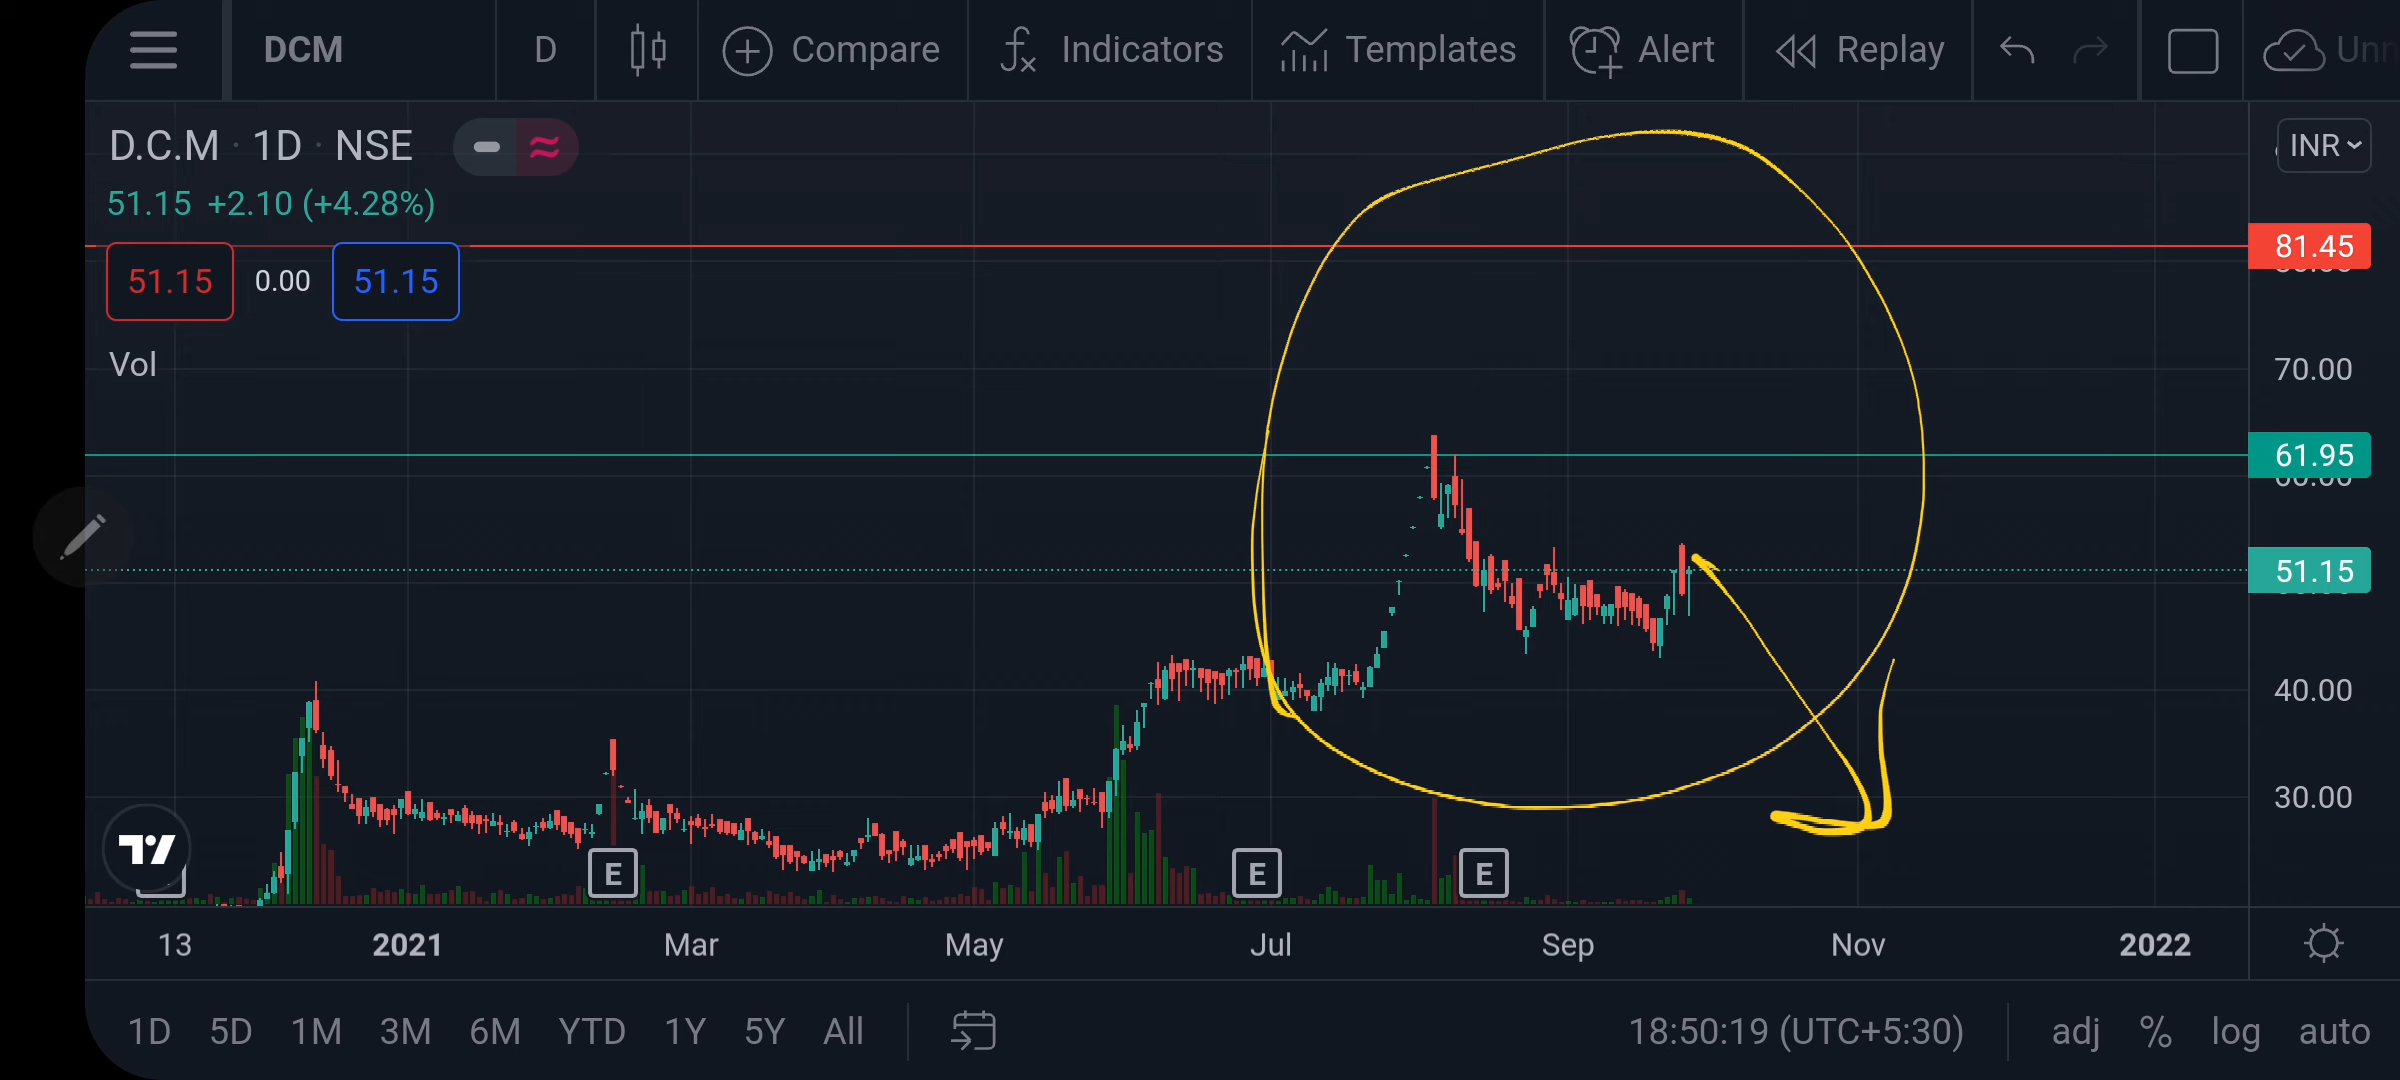 DCM D Compare Indicators Templates Alert Replay
D.C.M · 1D · NSE
INR
51.15 +2.10 (+4.28%)
81.45
51.15 0.00 51.15
Vol
70.00
61.95
51.15
40.00
30.00
E E E
13 2021 Mar May Jul Sep Nov 2022
1D 5D 1M 3M 6M YTD 1Y 5Y All 18:50:19 (UTC+5:30) adj % log auto